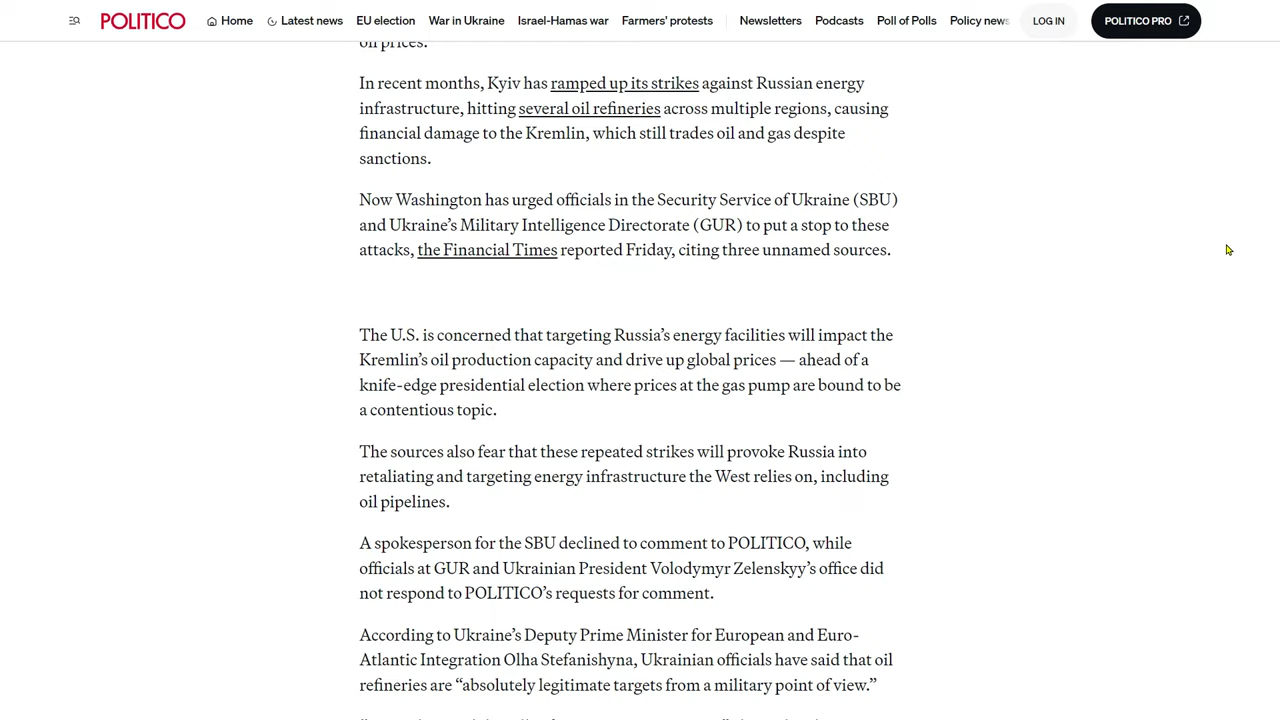 POLITICO Home Latest news EU election War in Ukraine Israel-Hamas war Farmers' protests Newsletters Podcasts Poll of Polls Policy news LOG IN POLITICO PRO
oil prices.
In recent months, Kyiv has ramped up its strikes against Russian energy
infrastructure, hitting several oil refineries across multiple regions, causing
financial damage to the Kremlin, which still trades oil and gas despite
sanctions.
Now Washington has urged officials in the Security Service of Ukraine (SBU)
and Ukraine’s Military Intelligence Directorate (GUR) to put a stop to these
attacks, the Financial Times reported Friday, citing three unnamed sources.
The U.S. is concerned that targeting Russia’s energy facilities will impact the
Kremlin’s oil production capacity and drive up global prices — ahead of a
knife-edge presidential election where prices at the gas pump are bound to be
a contentious topic.
The sources also fear that these repeated strikes will provoke Russia into
retaliating and targeting energy infrastructure the West relies on, including
oil pipelines.
A spokesperson for the SBU declined to comment to POLITICO, while
officials at GUR and Ukrainian President Volodymyr Zelenskyy’s office did
not respond to POLITICO’s requests for comment.
According to Ukraine’s Deputy Prime Minister for European and Euro-
Atlantic Integration Olha Stefanishyna, Ukrainian officials have said that oil
refineries are “absolutely legitimate targets from a military point of view.”